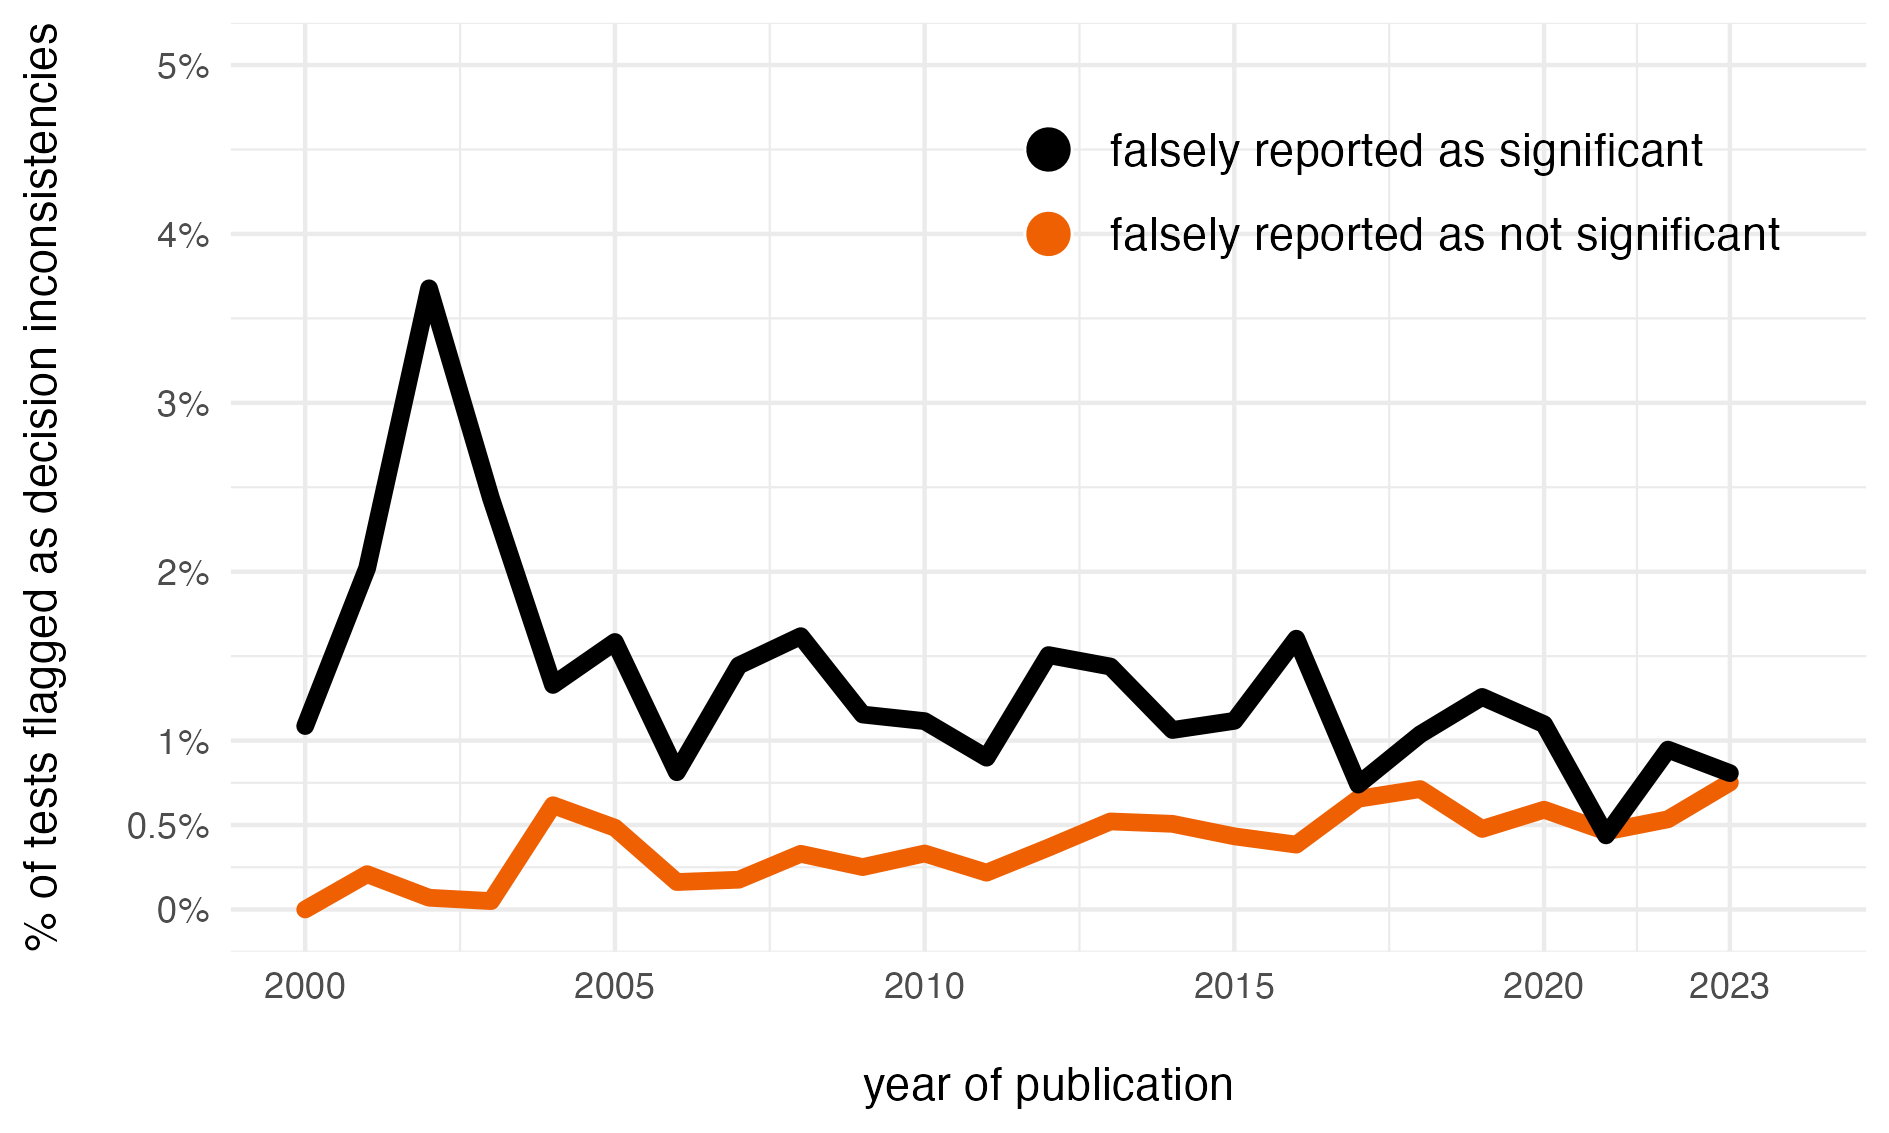 % of tests flagged as decision inconsistencies
5%
4%
3%
2%
1%
0.5%
0%
falsely reported as significant
falsely reported as not significant
2000 2005 2010 2015 2020 2023
year of publication